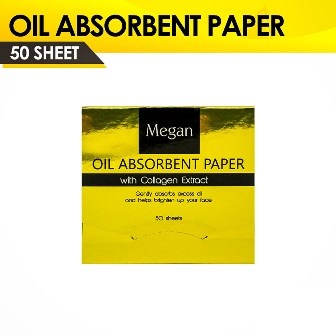 OIL ABSORBENT PAPER
50 SHEET
Megan
OIL ABSORBENT PAPER
with Collagen Extract
Gently absorbs excess oil
and helps brighten up your face
50 sheets